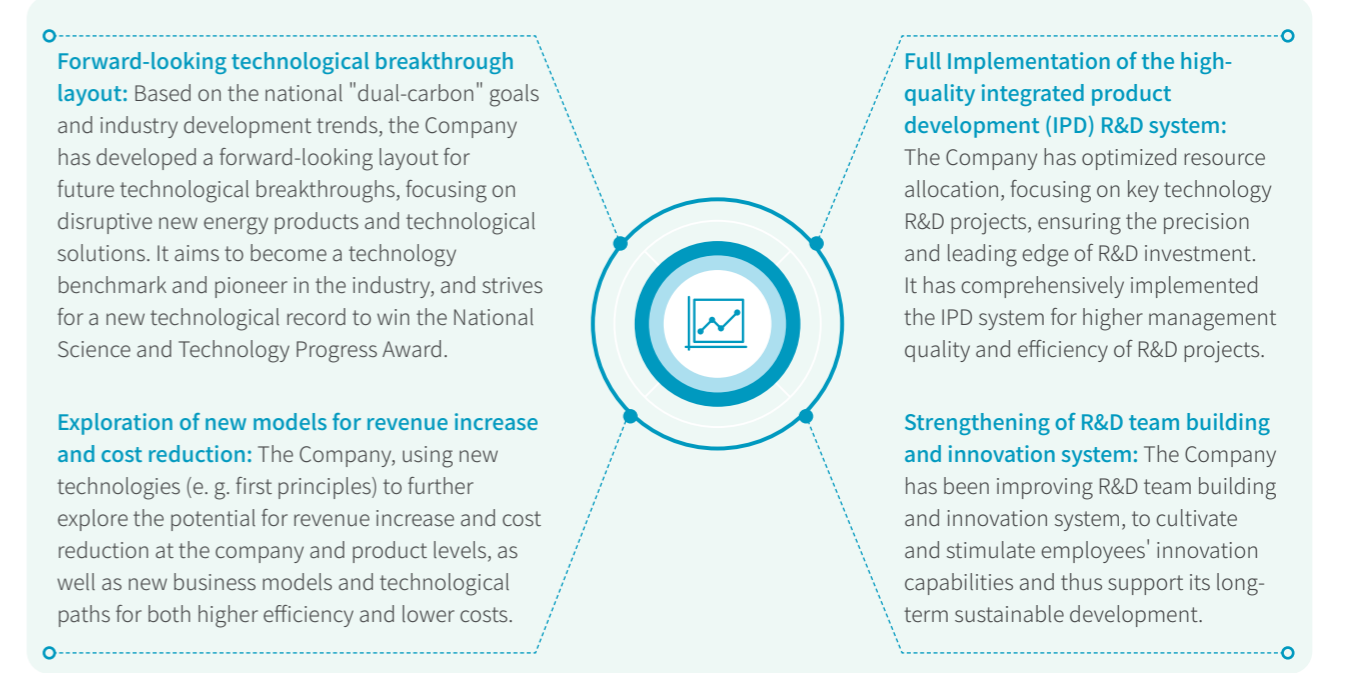 Forward-looking technological breakthrough
layout: Based on the national "dual-carbon" goals
and industry development trends, the Company
has developed a forward-looking layout for
future technological breakthroughs, focusing on
disruptive new energy products and technological
solutions. It aims to become a technology
benchmark and pioneer in the industry, and strives
for a new technological record to win the National
Science and Technology Progress Award.
Full Implementation of the high-
quality integrated product
development (IPD) R&D system:
The Company has optimized resource
allocation, focusing on key technology
R&D projects, ensuring the precision
and leading edge of R&D investment.
It has comprehensively implemented
the IPD system for higher management
quality and efficiency of R&D projects.
Exploration of new models for revenue increase
and cost reduction: The Company, using new
technologies (e. g. first principles) to further
explore the potential for revenue increase and cost
reduction at the company and product levels, as
well as new business models and technological
paths for both higher efficiency and lower costs.
Strengthening of R&D team building
and innovation system: The Company
has been improving R&D team building
and innovation system, to cultivate
and stimulate employees' innovation
capabilities and thus support its long-
term sustainable development.